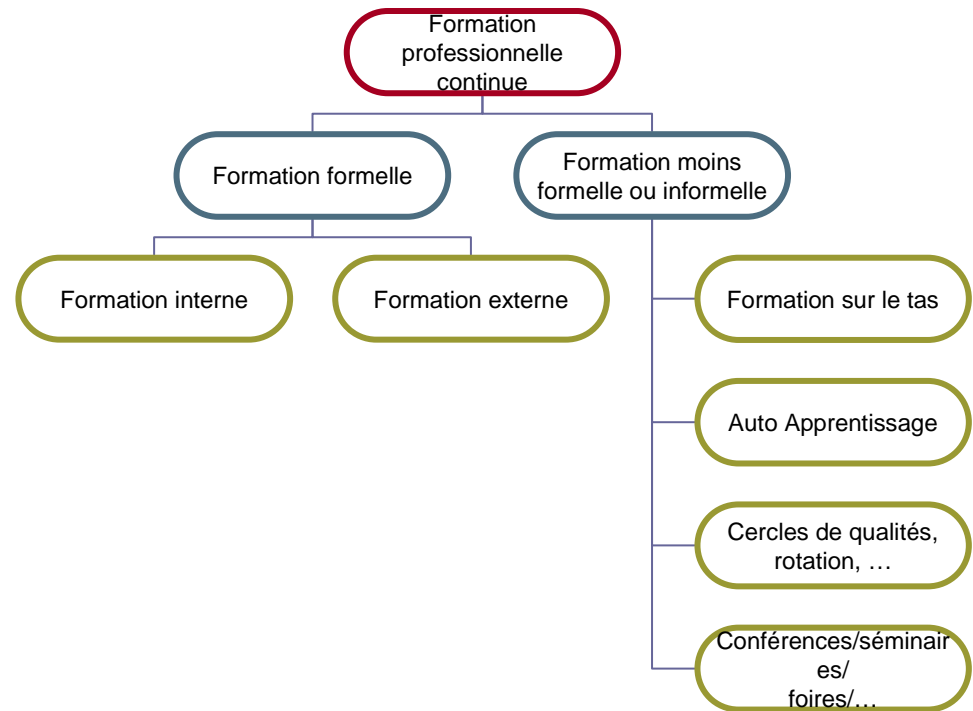 Formation
professionnelle
continue
Formation formelle
Formation moins
formelle ou informelle
Formation interne
Formation externe
Formation sur le tas
Auto Apprentissage
Cercles de qualités,
rotation, …
Conférences/séminair
es/
foires/…